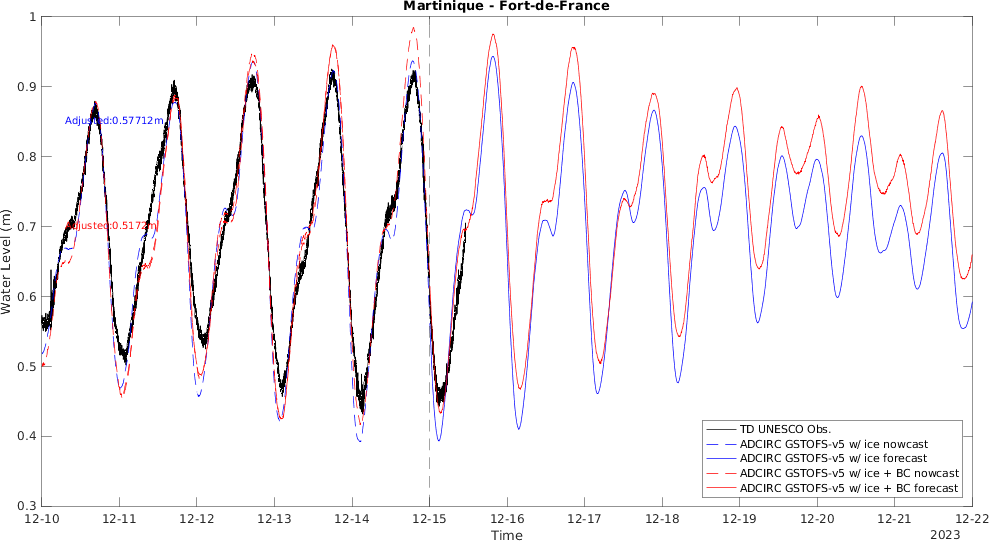 Martinique - Fort-de-France
1
0.9
0.8
0.7
0.6
0.5
0.4
0.3
Water Level (m)
Adjusted:0.57712m
Adjusted:0.5172m
TD UNESCO Obs.
ADCIRC GSTOFS-v5 w/ ice nowcast
ADCIRC GSTOFS-v5 w/ ice forecast
ADCIRC GSTOFS-v5 w/ ice + BC nowcast
ADCIRC GSTOFS-v5 w/ ice + BC forecast
12-10 12-11 12-12 12-13 12-14 12-15 12-16 12-17 12-18 12-19 12-20 12-21 12-22
Time
2023